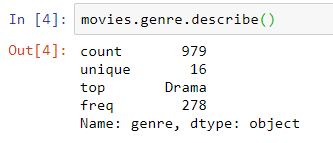 In [4]: movies.genre.describe()
Out[4]: count 979
unique 16
top Drama
freq 278
Name: genre, dtype: object